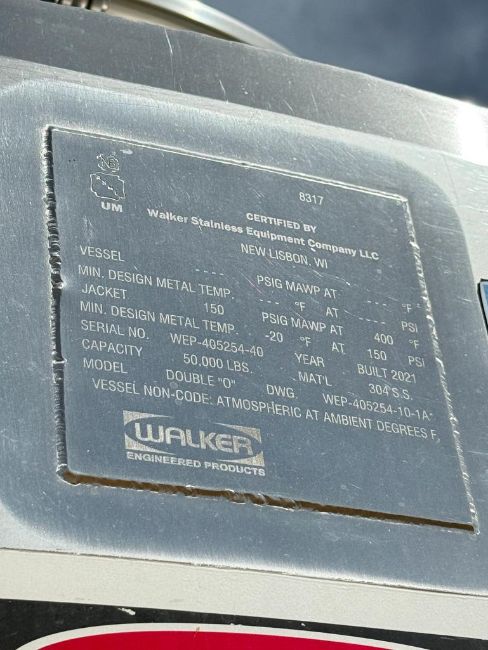 NB
UM
8317
CERTIFIED BY
Walker Stainless Equipment Company LLC
NEW LISBON, WI
VESSEL - - - - PSIG MAWP AT - - - °F
MIN. DESIGN METAL TEMP. - - - - °F AT - - - PSI
JACKET 150 PSIG MAWP AT 400 °F
MIN. DESIGN METAL TEMP. -20 °F AT 150 PSI
SERIAL NO. WEP-405254-40 YEAR BUILT 2021
CAPACITY 50,000 LBS. MAT'L 304 S.S.
MODEL DOUBLE "O" DWG. WEP-405254-10-1A-
VESSEL NON-CODE: ATMOSPHERIC AT AMBIENT DEGREES F.
WALKER
ENGINEERED PRODUCTS